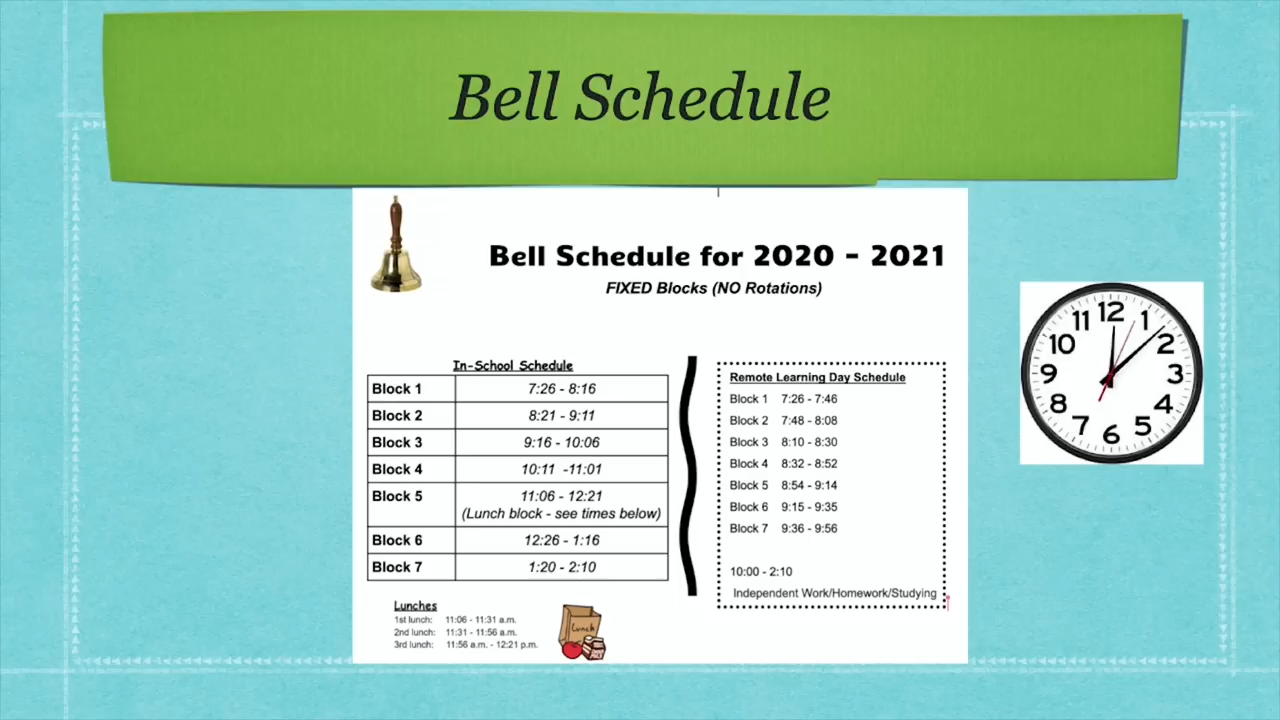 Bell Schedule
Bell Schedule for 2020 - 2021
FIXED Blocks (NO Rotations)
In-School Schedule
Block 1 7:26 - 8:16
Block 2 8:21 - 9:11
Block 3 9:16 - 10:06
Block 4 10:11 -11:01
Block 5 11:06 - 12:21
(Lunch block - see times below)
Block 6 12:26 - 1:16
Block 7 1:20 - 2:10
Lunches
1st lunch: 11:06 - 11:31 a.m.
2nd lunch: 11:31 - 11:56 a.m.
3rd lunch: 11:56 a.m. - 12:21 p.m.
Lunch
Remote Learning Day Schedule
Block 1 7:26 - 7:46
Block 2 7:48 - 8:08
Block 3 8:10 - 8:30
Block 4 8:32 - 8:52
Block 5 8:54 - 9:14
Block 6 9:15 - 9:35
Block 7 9:36 - 9:56
10:00 - 2:10
Independent Work/Homework/Studying
11 12 1
10 2
9 3
8 4
7 6 5